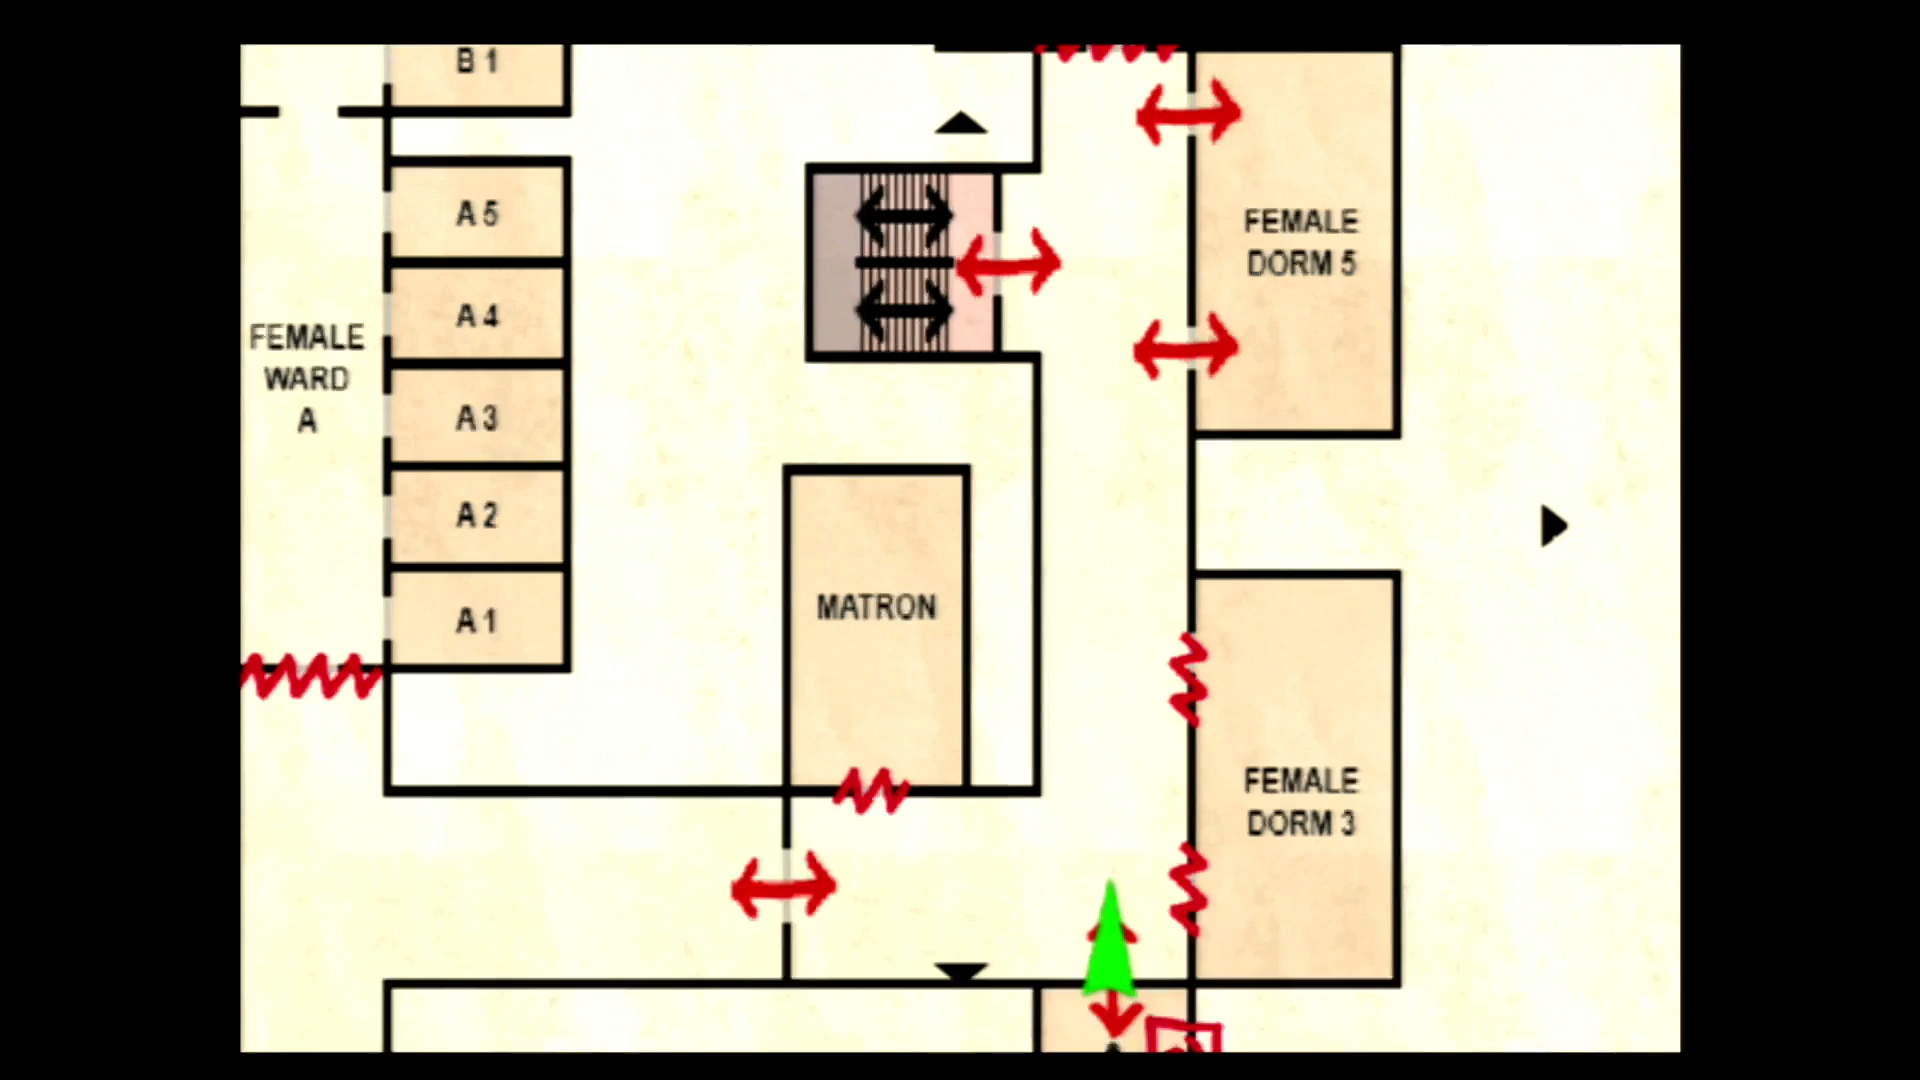 B 1
A 5
A 4
A 3
A 2
A 1
FEMALE
WARD
A
MATRON
FEMALE
DORM 5
FEMALE
DORM 3